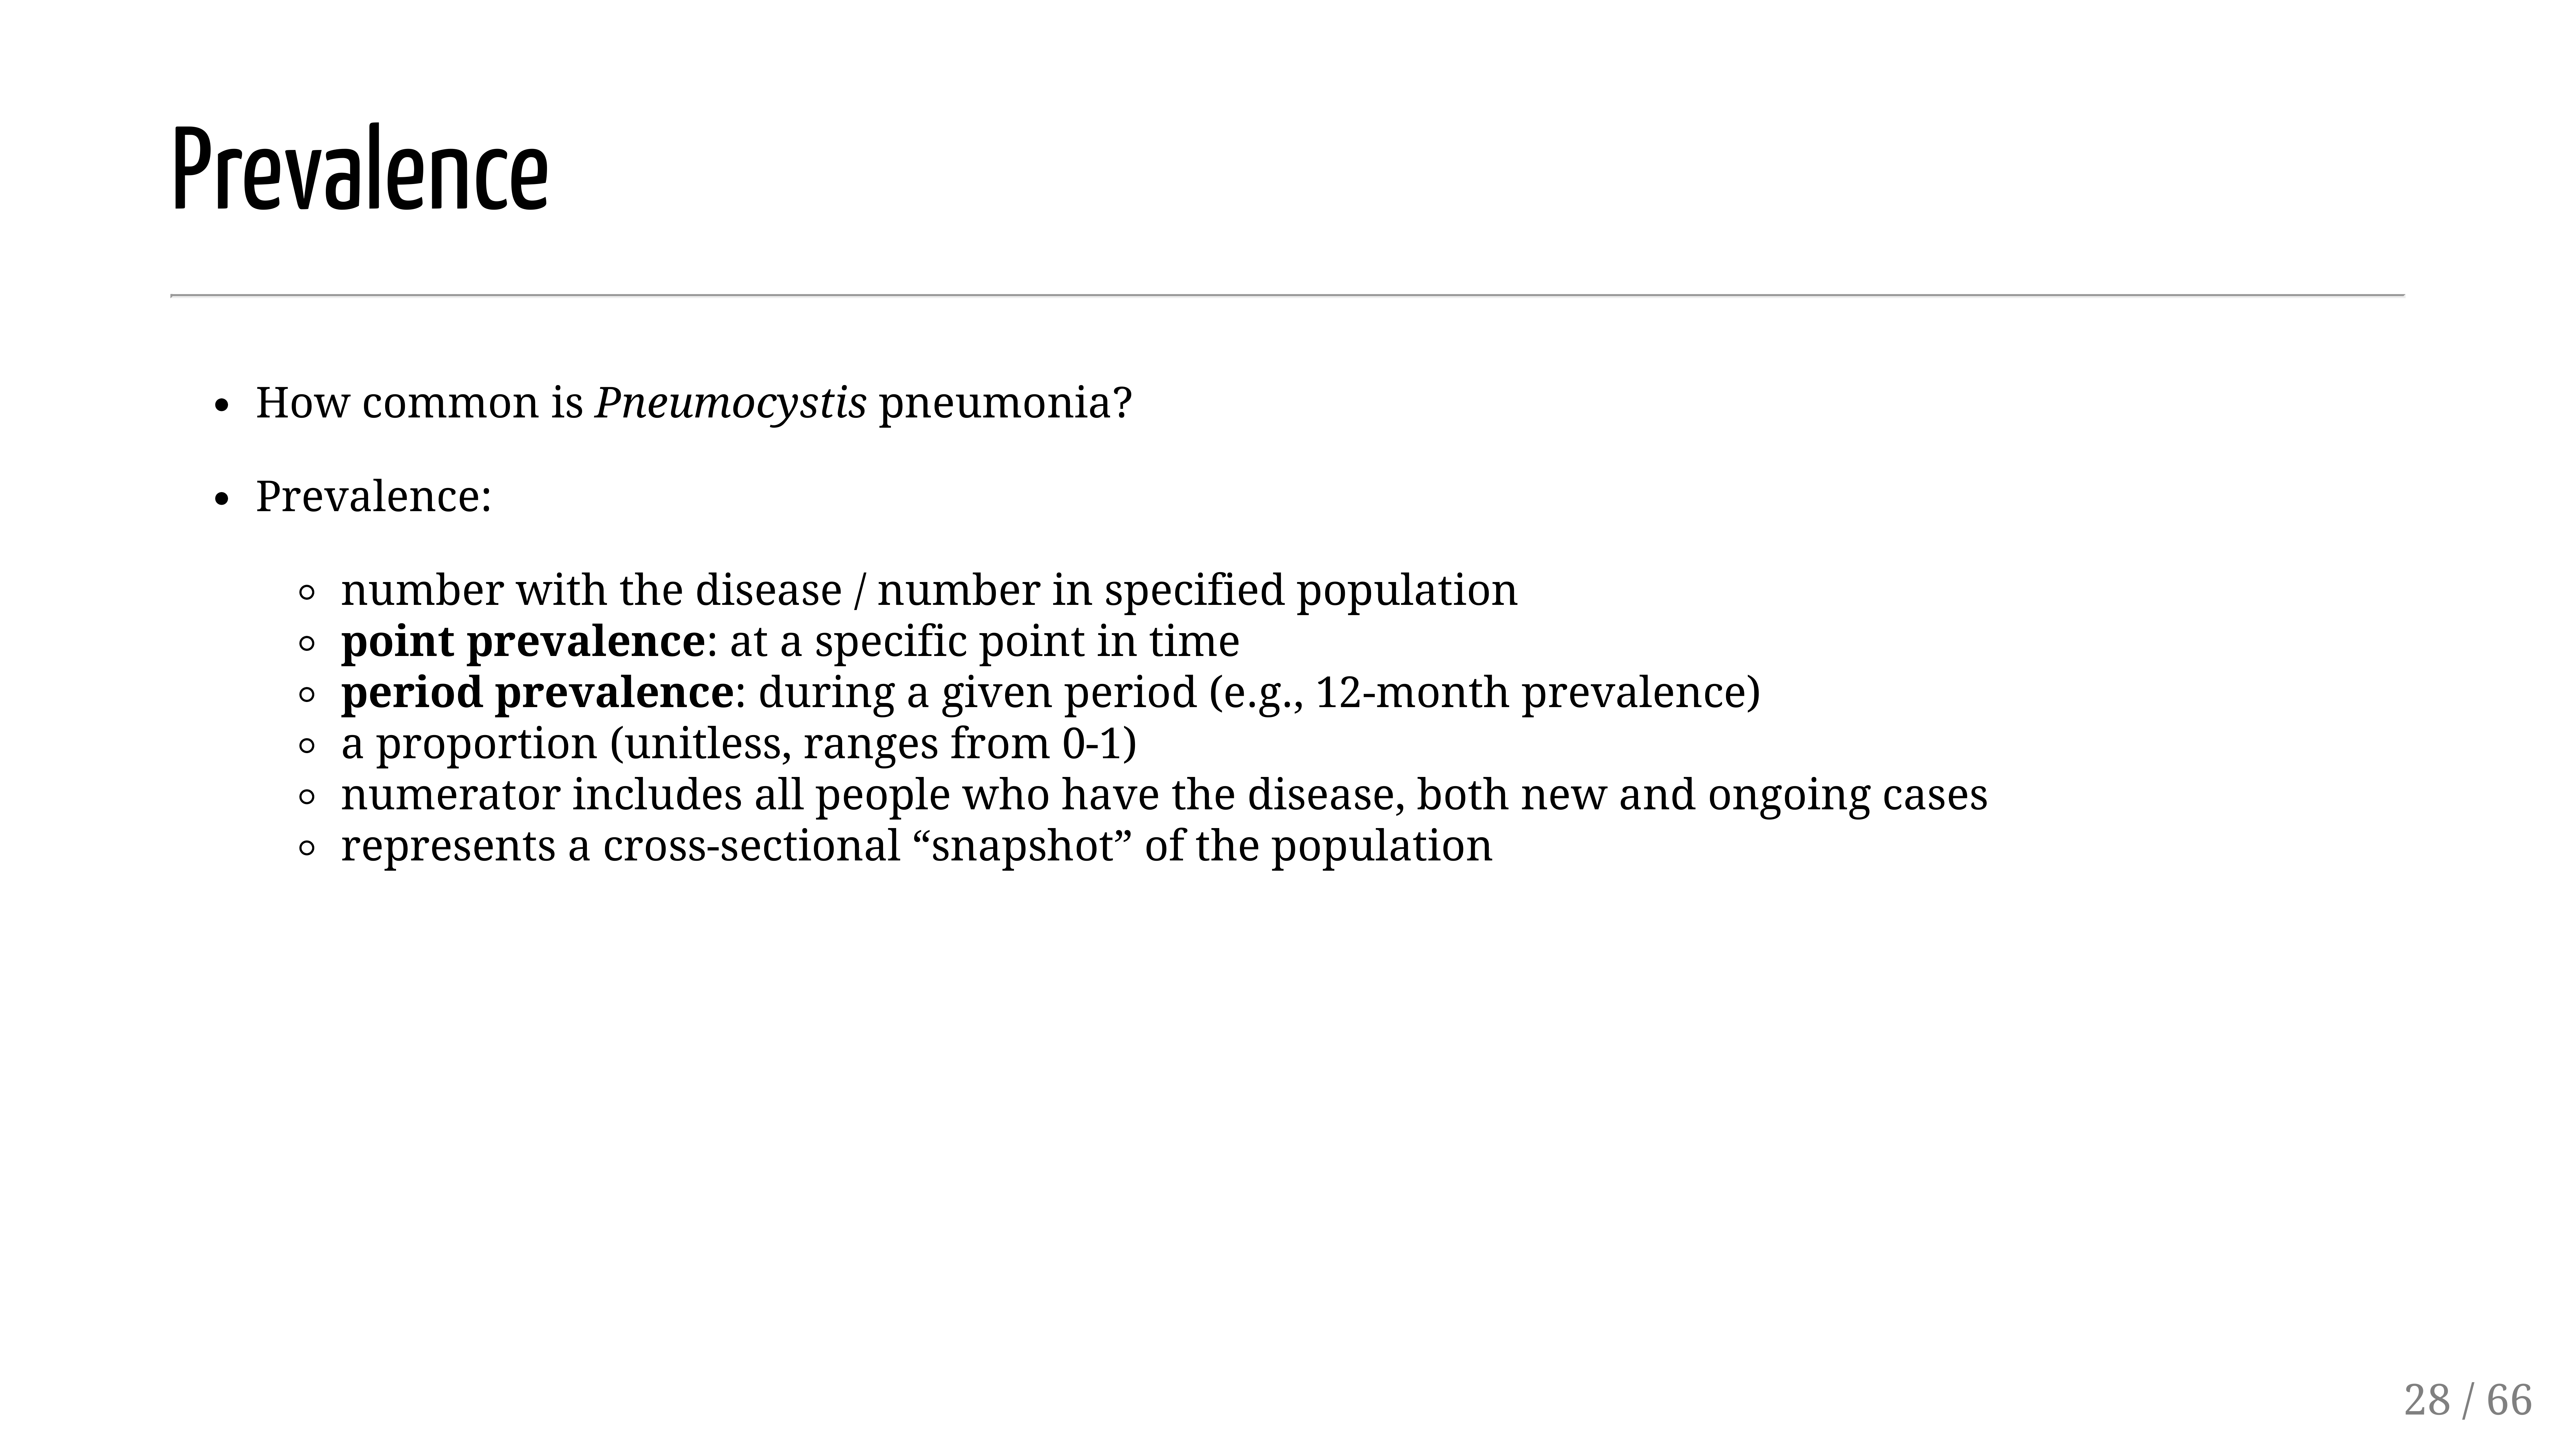 Prevalence
• How common is Pneumocystis pneumonia?
• Prevalence:
◦ number with the disease / number in specified population
◦ point prevalence: at a specific point in time
◦ period prevalence: during a given period (e.g., 12-month prevalence)
◦ a proportion (unitless, ranges from 0-1)
◦ numerator includes all people who have the disease, both new and ongoing cases
◦ represents a cross-sectional “snapshot” of the population
28 / 66